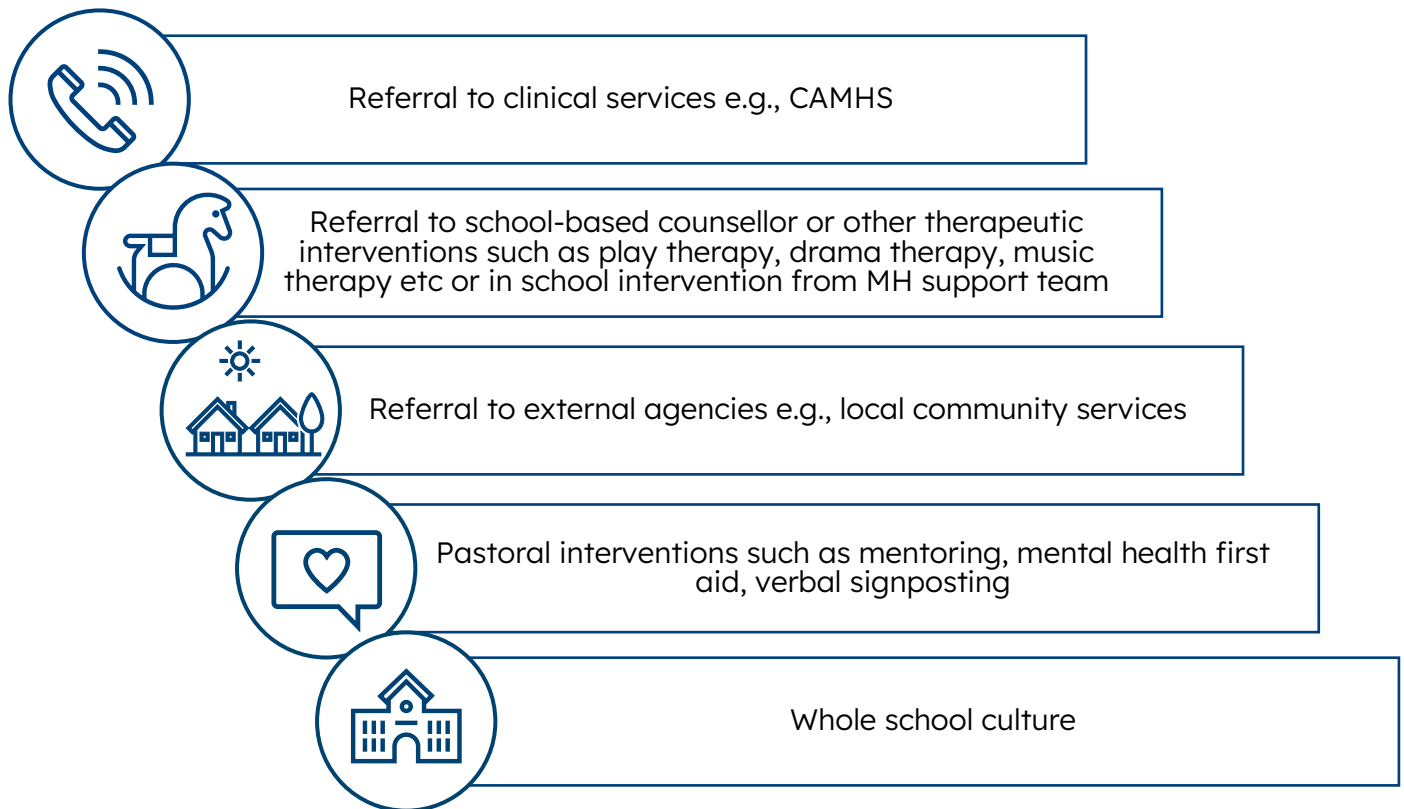 Referral to clinical services e.g., CAMHS
Referral to school-based counsellor or other therapeutic
interventions such as play therapy, drama therapy, music
therapy etc or in school intervention from MH support team
Referral to external agencies e.g., local community services
Pastoral interventions such as mentoring, mental health first
aid, verbal signposting
Whole school culture